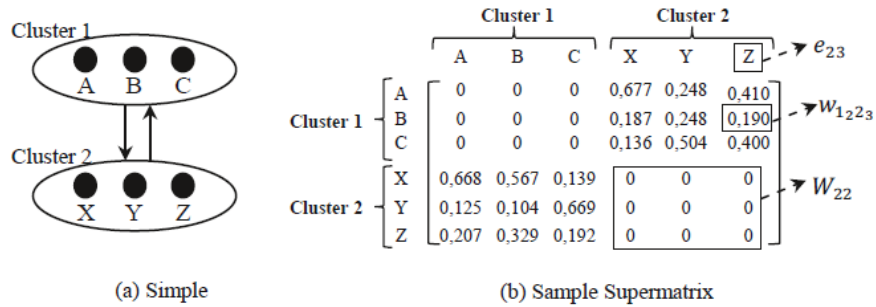 Cluster 1
A B C
Cluster 2
X Y Z
(a) Simple
Cluster 1 Cluster 2
A B C X Y Z e₂₃
Cluster 1
A 0 0 0 0,677 0,248 0,410
B 0 0 0 0,187 0,248 0,190 w₁₂₂₃
C 0 0 0 0,136 0,504 0,400
Cluster 2
X 0,668 0,567 0,139 0 0 0
Y 0,125 0,104 0,669 0 0 0 W₂₂
Z 0,207 0,329 0,192 0 0 0
(b) Sample Supermatrix